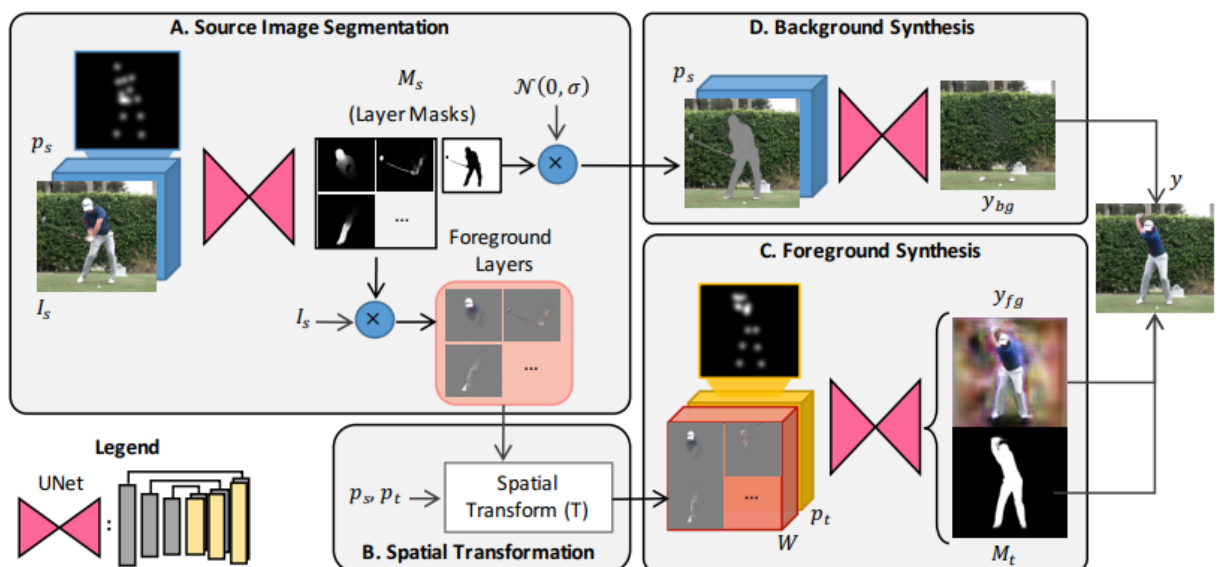 A. Source Image Segmentation
p_s
I_s
M_s
(Layer Masks)
...
𝒩(0, σ)
×
Foreground
Layers
I_s
×
...
D. Background Synthesis
p_s
y_bg
y
C. Foreground Synthesis
y_fg
...
p_t
W
M_t
p_s, p_t
Spatial
Transform (T)
B. Spatial Transformation
Legend
UNet
: